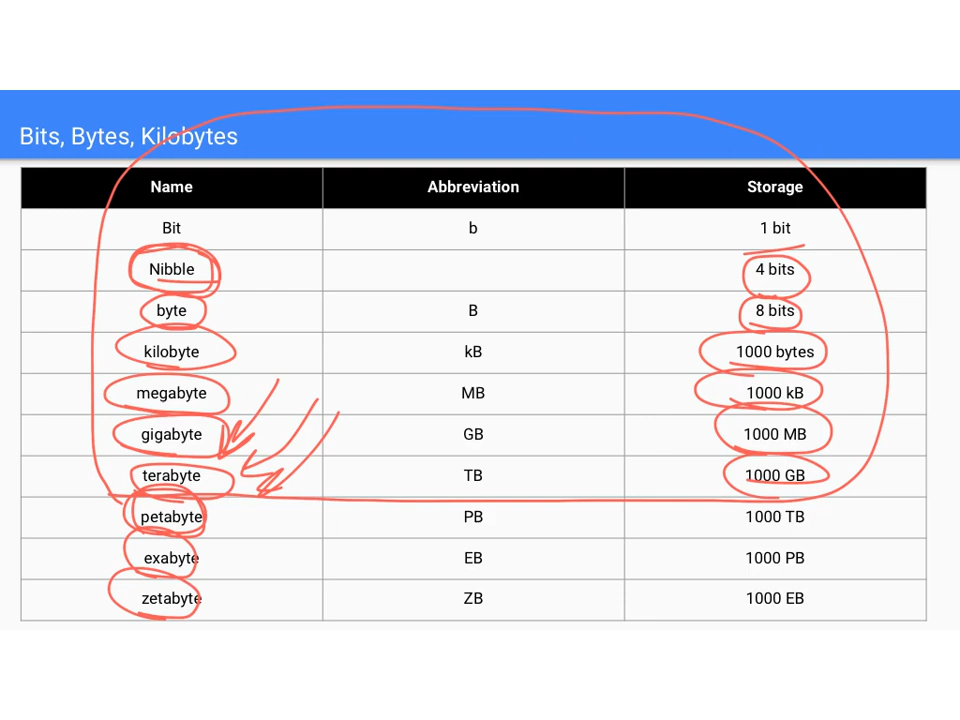 Bits, Bytes, Kilobytes
Name Abbreviation Storage
Bit b 1 bit
Nibble 4 bits
byte B 8 bits
kilobyte kB 1000 bytes
megabyte MB 1000 kB
gigabyte GB 1000 MB
terabyte TB 1000 GB
petabyte PB 1000 TB
exabyte EB 1000 PB
zetabyte ZB 1000 EB